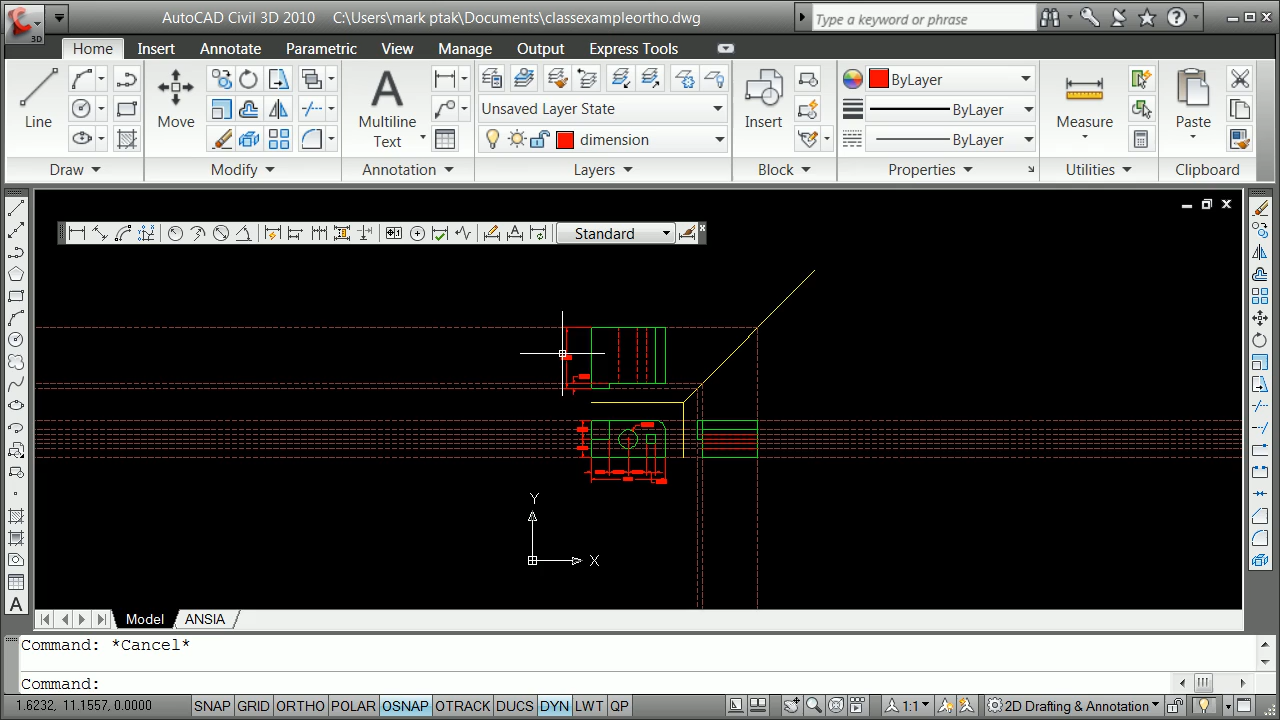 AutoCAD Civil 3D 2010 C:\Users\mark ptak\Documents\classexampleortho.dwg
Type a keyword or phrase
3D
Home Insert Annotate Parametric View Manage Output Express Tools
Line Move Multiline Text Unsaved Layer State dimension Insert ByLayer ByLayer ByLayer Measure Paste
Draw Modify Annotation Layers Block Properties Utilities Clipboard
Standard
Y
X
Model ANSIA
Command: *Cancel*
Command:
1.6232, 11.1557, 0.0000 SNAP GRID ORTHO POLAR OSNAP OTRACK DUCS DYN LWT QP 1:1 2D Drafting & Annotation